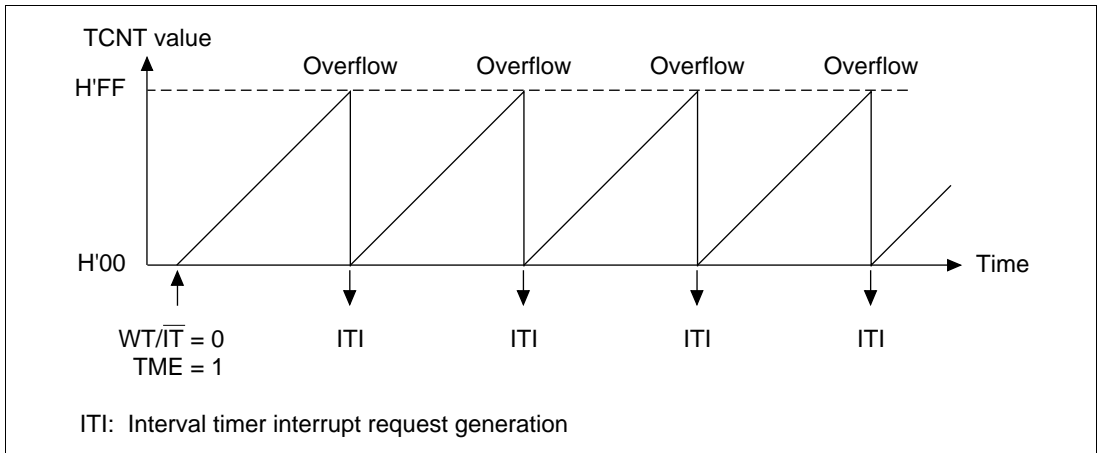 TCNT value
Overflow Overflow Overflow Overflow
H'FF
H'00
Time
WT/I̅T̅ = 0 ITI ITI ITI ITI
TME = 1
ITI: Interval timer interrupt request generation